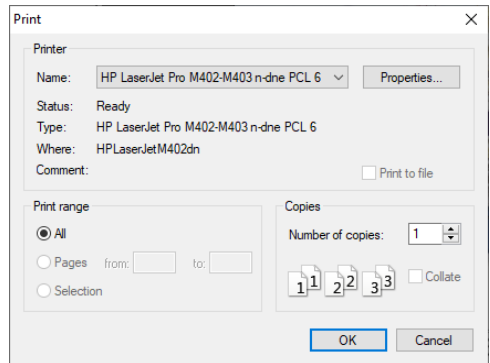 Print
Printer
Name: HP LaserJet Pro M402-M403 n-dne PCL 6 Properties...
Status: Ready
Type: HP LaserJet Pro M402-M403 n-dne PCL 6
Where: HPLaserJetM402dn
Comment: Print to file
Print range
All
Pages from: to:
Selection
Copies
Number of copies: 1
1 1 2 2 3 3 Collate
OK Cancel